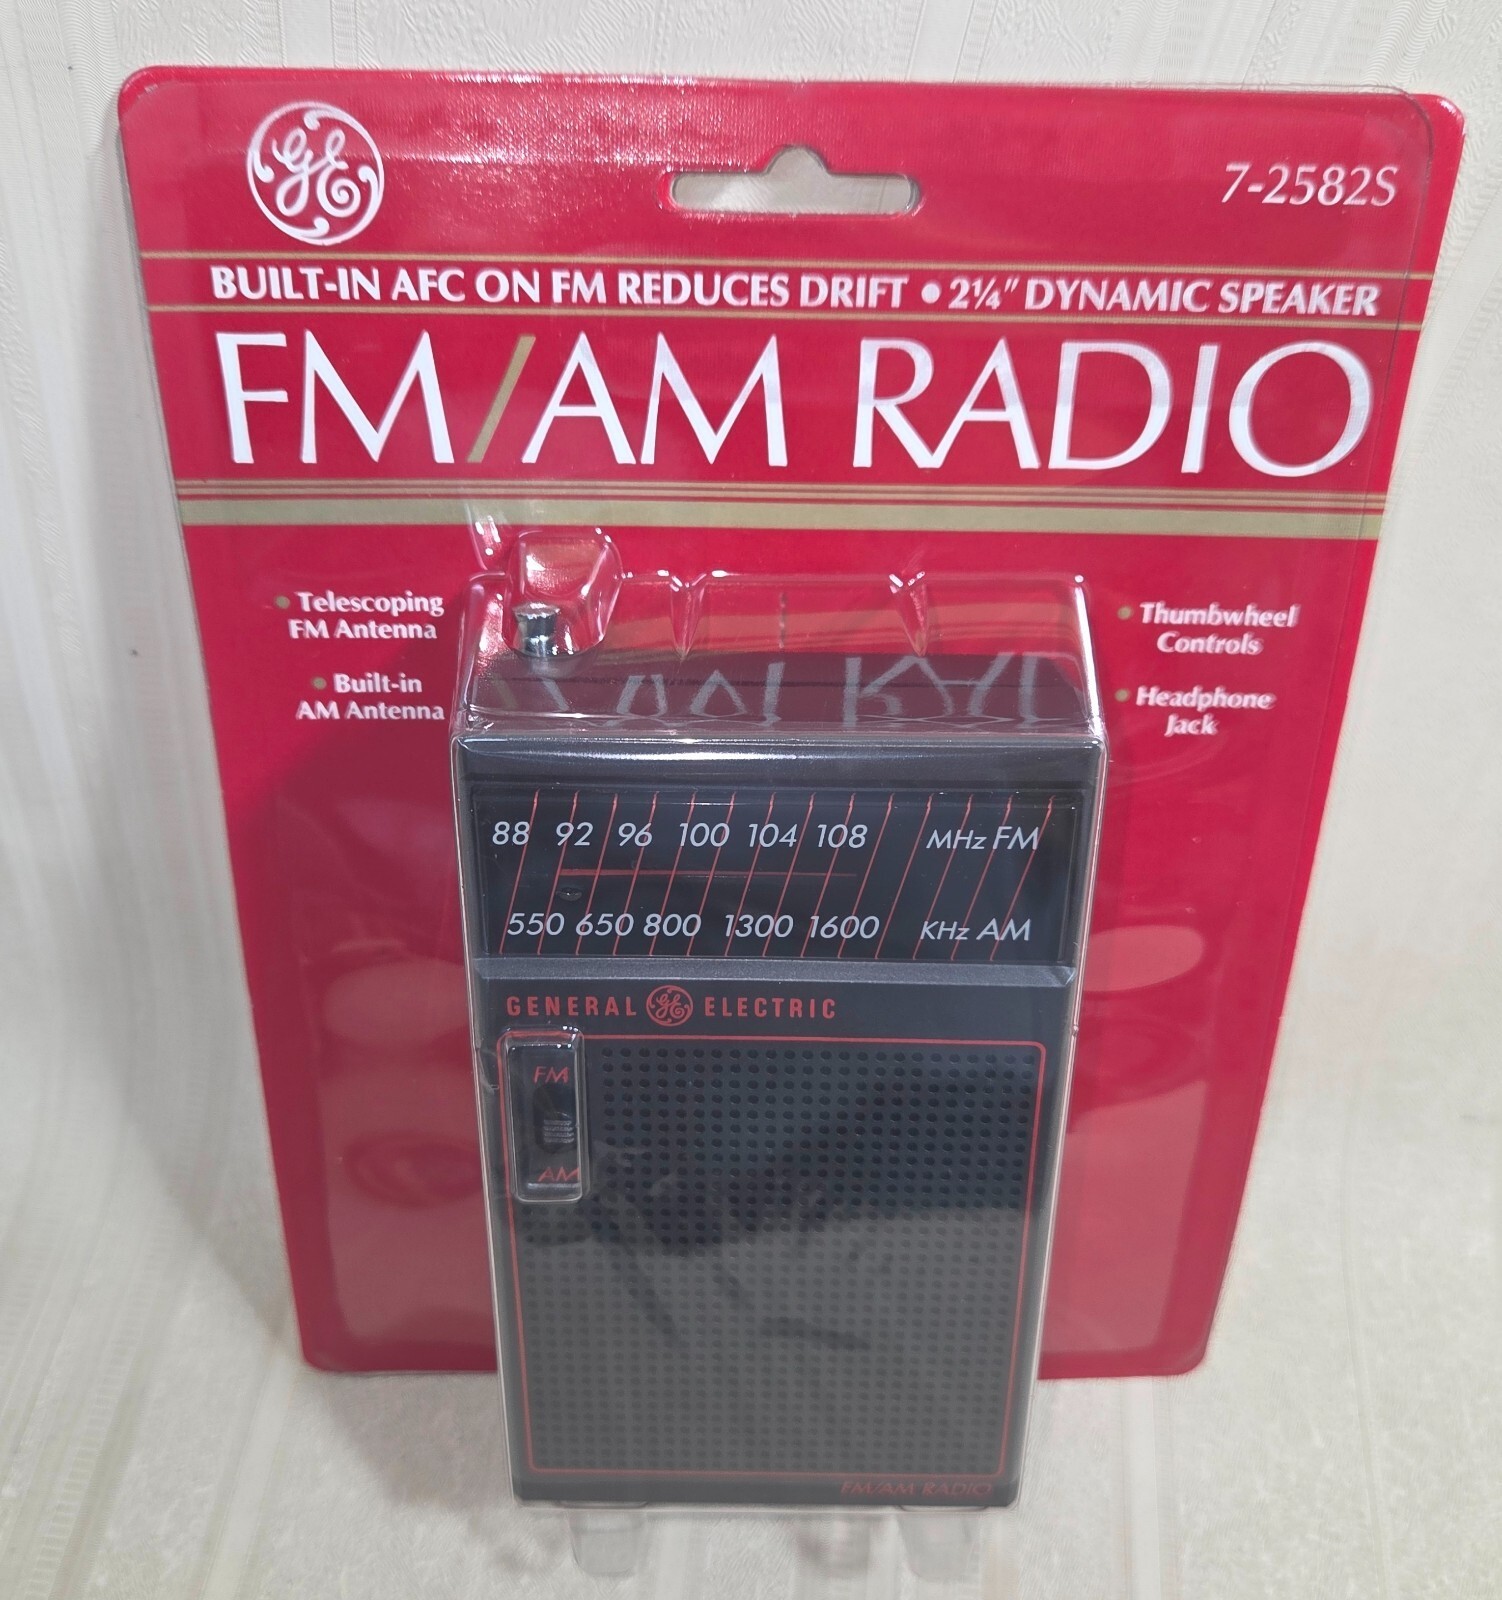 GE
7-2582S
BUILT-IN AFC ON FM REDUCES DRIFT • 2¼" DYNAMIC SPEAKER
FM/AM RADIO
• Telescoping
FM Antenna
• Built-in
AM Antenna
• Thumbwheel
Controls
• Headphone
Jack
88 92 96 100 104 108 MHz FM
550 650 800 1300 1600 KHz AM
GENERAL GE ELECTRIC
FM
AM
FM/AM RADIO